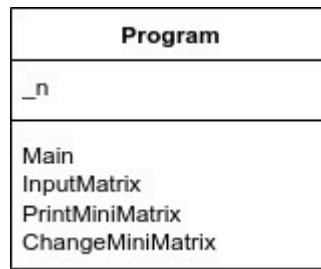 Program
_n
Main
InputMatrix
PrintMiniMatrix
ChangeMiniMatrix